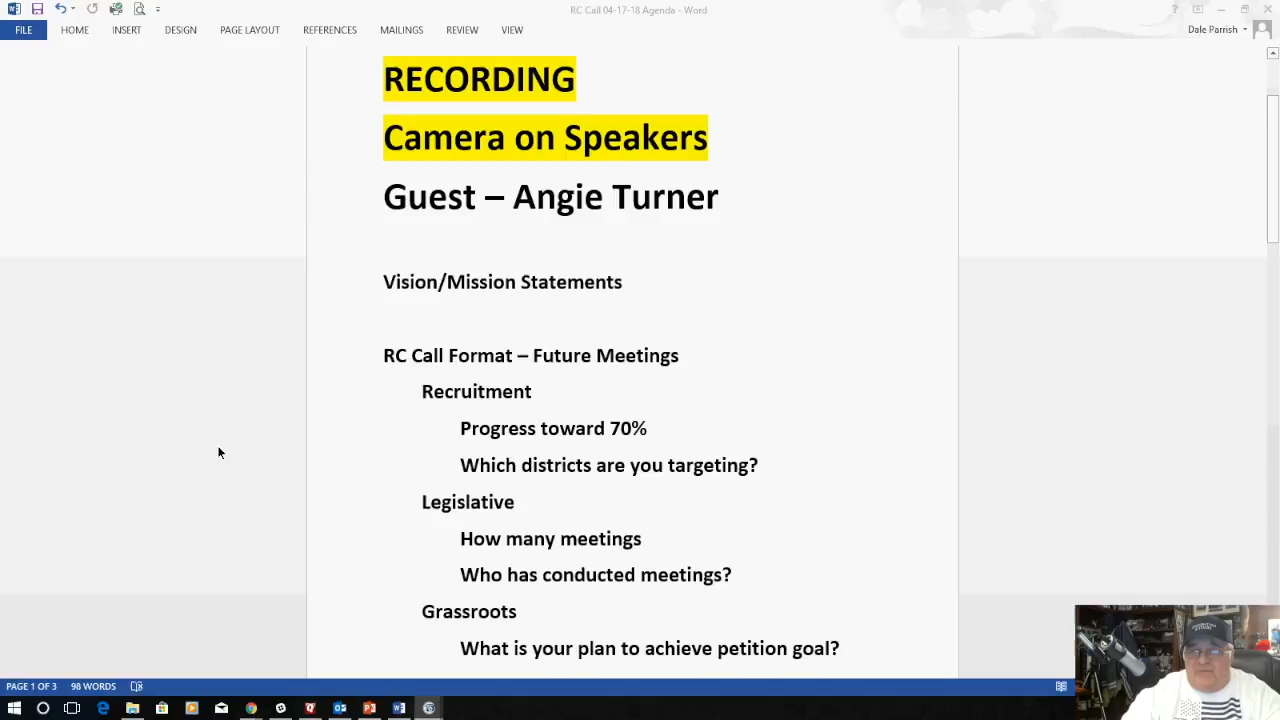 RC Call 04-17-18 Agenda - Word
FILE HOME INSERT DESIGN PAGE LAYOUT REFERENCES MAILINGS REVIEW VIEW
Dale Parrish
RECORDING
Camera on Speakers
Guest – Angie Turner
Vision/Mission Statements
RC Call Format – Future Meetings
Recruitment
Progress toward 70%
Which districts are you targeting?
Legislative
How many meetings
Who has conducted meetings?
Grassroots
What is your plan to achieve petition goal?
PAGE 1 OF 3 98 WORDS